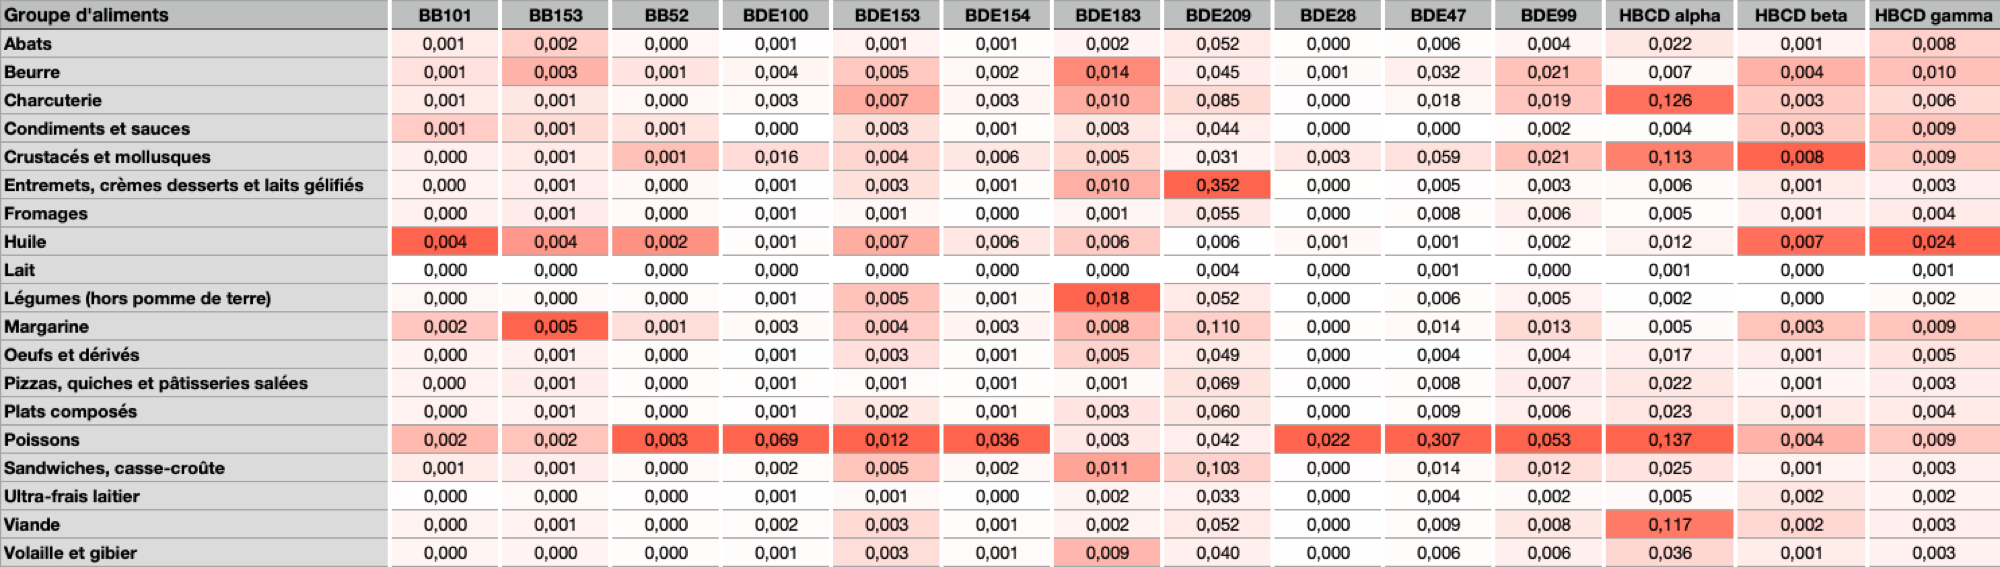 Groupe d'aliments BB101 BB153 BB52 BDE100 BDE153 BDE154 BDE183 BDE209 BDE28 BDE47 BDE99 HBCD alpha HBCD beta HBCD gamma
Abats 0,001 0,002 0,000 0,001 0,001 0,001 0,002 0,052 0,000 0,006 0,004 0,022 0,001 0,008
Beurre 0,001 0,003 0,001 0,004 0,005 0,002 0,014 0,045 0,001 0,032 0,021 0,007 0,004 0,010
Charcuterie 0,001 0,001 0,000 0,003 0,007 0,003 0,010 0,085 0,000 0,018 0,019 0,126 0,003 0,006
Condiments et sauces 0,001 0,001 0,001 0,000 0,003 0,001 0,003 0,044 0,000 0,000 0,002 0,004 0,003 0,009
Crustacés et mollusques 0,000 0,001 0,001 0,016 0,004 0,006 0,005 0,031 0,003 0,059 0,021 0,113 0,008 0,009
Entremets, crèmes desserts et laits gélifiés 0,000 0,001 0,000 0,001 0,003 0,001 0,010 0,352 0,000 0,005 0,003 0,006 0,001 0,003
Fromages 0,000 0,001 0,000 0,001 0,001 0,000 0,001 0,055 0,000 0,008 0,006 0,005 0,001 0,004
Huile 0,004 0,004 0,002 0,001 0,007 0,006 0,006 0,006 0,001 0,001 0,002 0,012 0,007 0,024
Lait 0,000 0,000 0,000 0,000 0,000 0,000 0,000 0,004 0,000 0,001 0,000 0,001 0,000 0,001
Légumes (hors pomme de terre) 0,000 0,000 0,000 0,001 0,005 0,001 0,018 0,052 0,000 0,006 0,005 0,002 0,000 0,002
Margarine 0,002 0,005 0,001 0,003 0,004 0,003 0,008 0,110 0,000 0,014 0,013 0,005 0,003 0,009
Oeufs et dérivés 0,000 0,001 0,000 0,001 0,003 0,001 0,005 0,049 0,000 0,004 0,004 0,017 0,001 0,005
Pizzas, quiches et pâtisseries salées 0,000 0,001 0,000 0,001 0,001 0,001 0,001 0,069 0,000 0,008 0,007 0,022 0,001 0,003
Plats composés 0,000 0,001 0,000 0,001 0,002 0,001 0,003 0,060 0,000 0,009 0,006 0,023 0,001 0,004
Poissons 0,002 0,002 0,003 0,069 0,012 0,036 0,003 0,042 0,022 0,307 0,053 0,137 0,004 0,009
Sandwiches, casse-croûte 0,001 0,001 0,000 0,002 0,005 0,002 0,011 0,103 0,000 0,014 0,012 0,025 0,001 0,003
Ultra-frais laitier 0,000 0,000 0,000 0,001 0,001 0,000 0,002 0,033 0,000 0,004 0,002 0,005 0,002 0,002
Viande 0,000 0,001 0,000 0,002 0,003 0,001 0,002 0,052 0,000 0,009 0,008 0,117 0,002 0,003
Volaille et gibier 0,000 0,000 0,000 0,001 0,003 0,001 0,009 0,040 0,000 0,006 0,006 0,036 0,001 0,003